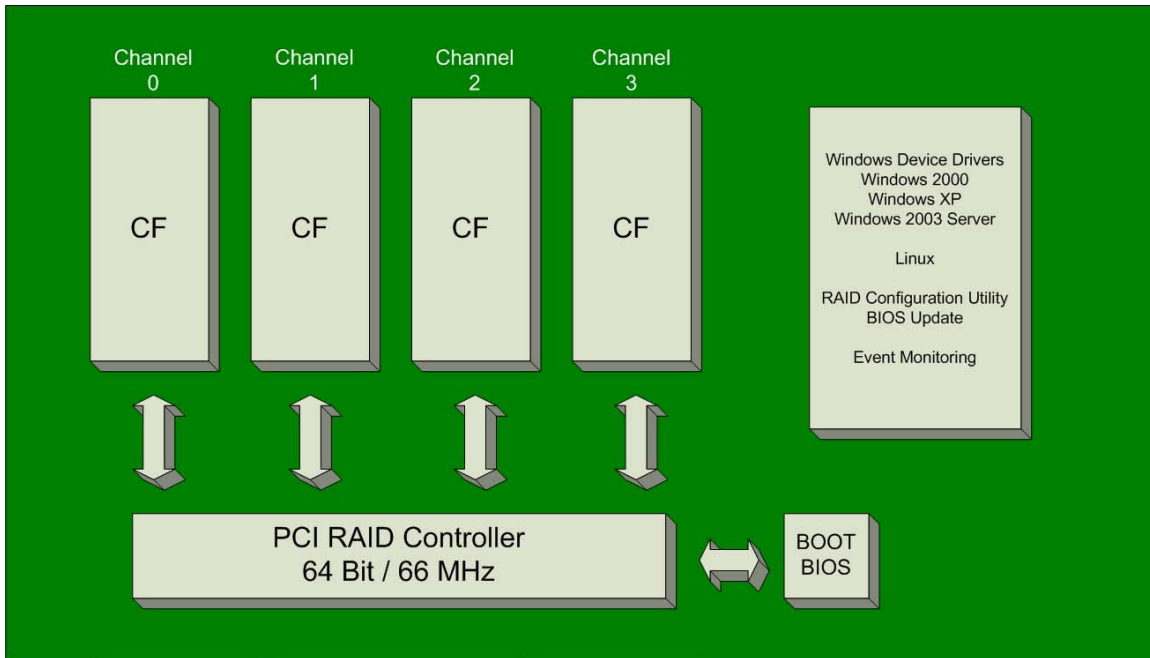 Channel
0
Channel
1
Channel
2
Channel
3
CF
CF
CF
CF
Windows Device Drivers
Windows 2000
Windows XP
Windows 2003 Server
Linux
RAID Configuration Utility
BIOS Update
Event Monitoring
PCI RAID Controller
64 Bit / 66 MHz
BOOT
BIOS